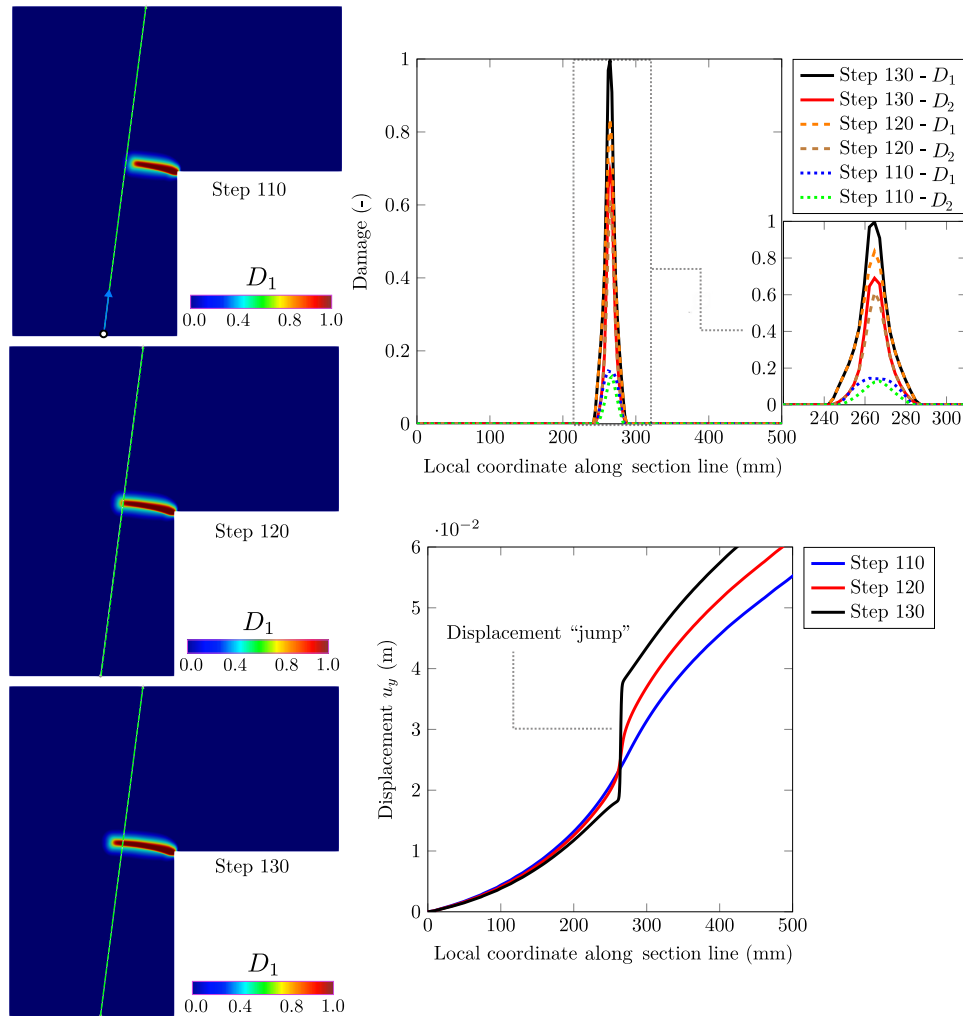 Step 110
D₁
0.0 0.4 0.8 1.0
Step 120
D₁
0.0 0.4 0.8 1.0
Step 130
D₁
0.0 0.4 0.8 1.0
1
0.8
0.6
0.4
0.2
0
Damage (-)
0 100 200 300 400 500
Local coordinate along section line (mm)
Step 130 - D₁
Step 130 - D₂
Step 120 - D₁
Step 120 - D₂
Step 110 - D₁
Step 110 - D₂
1
0.8
0.6
0.4
0.2
0
240 260 280 300
·10⁻²
6
5
4
3
2
1
0
Displacement u_y (m)
Displacement “jump”
0 100 200 300 400 500
Local coordinate along section line (mm)
Step 110
Step 120
Step 130